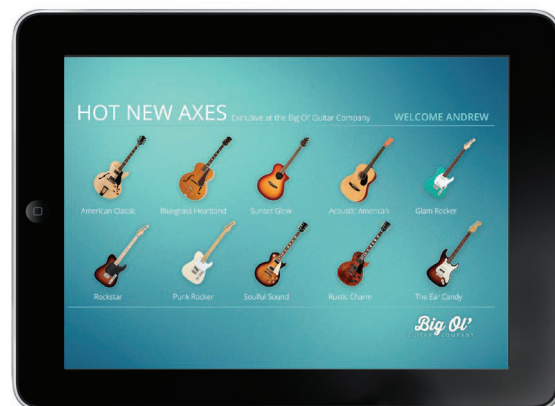 HOT NEW AXES Exclusive at the Big Ol' Guitar Company WELCOME ANDREW
American Classic Bluegrass Heartland Sunset Glow Acoustic American Glam Rocker
Rockstar Punk Rocker Soulful Sound Rustic Charm The Ear Candy
Big Ol'
GUITAR COMPANY